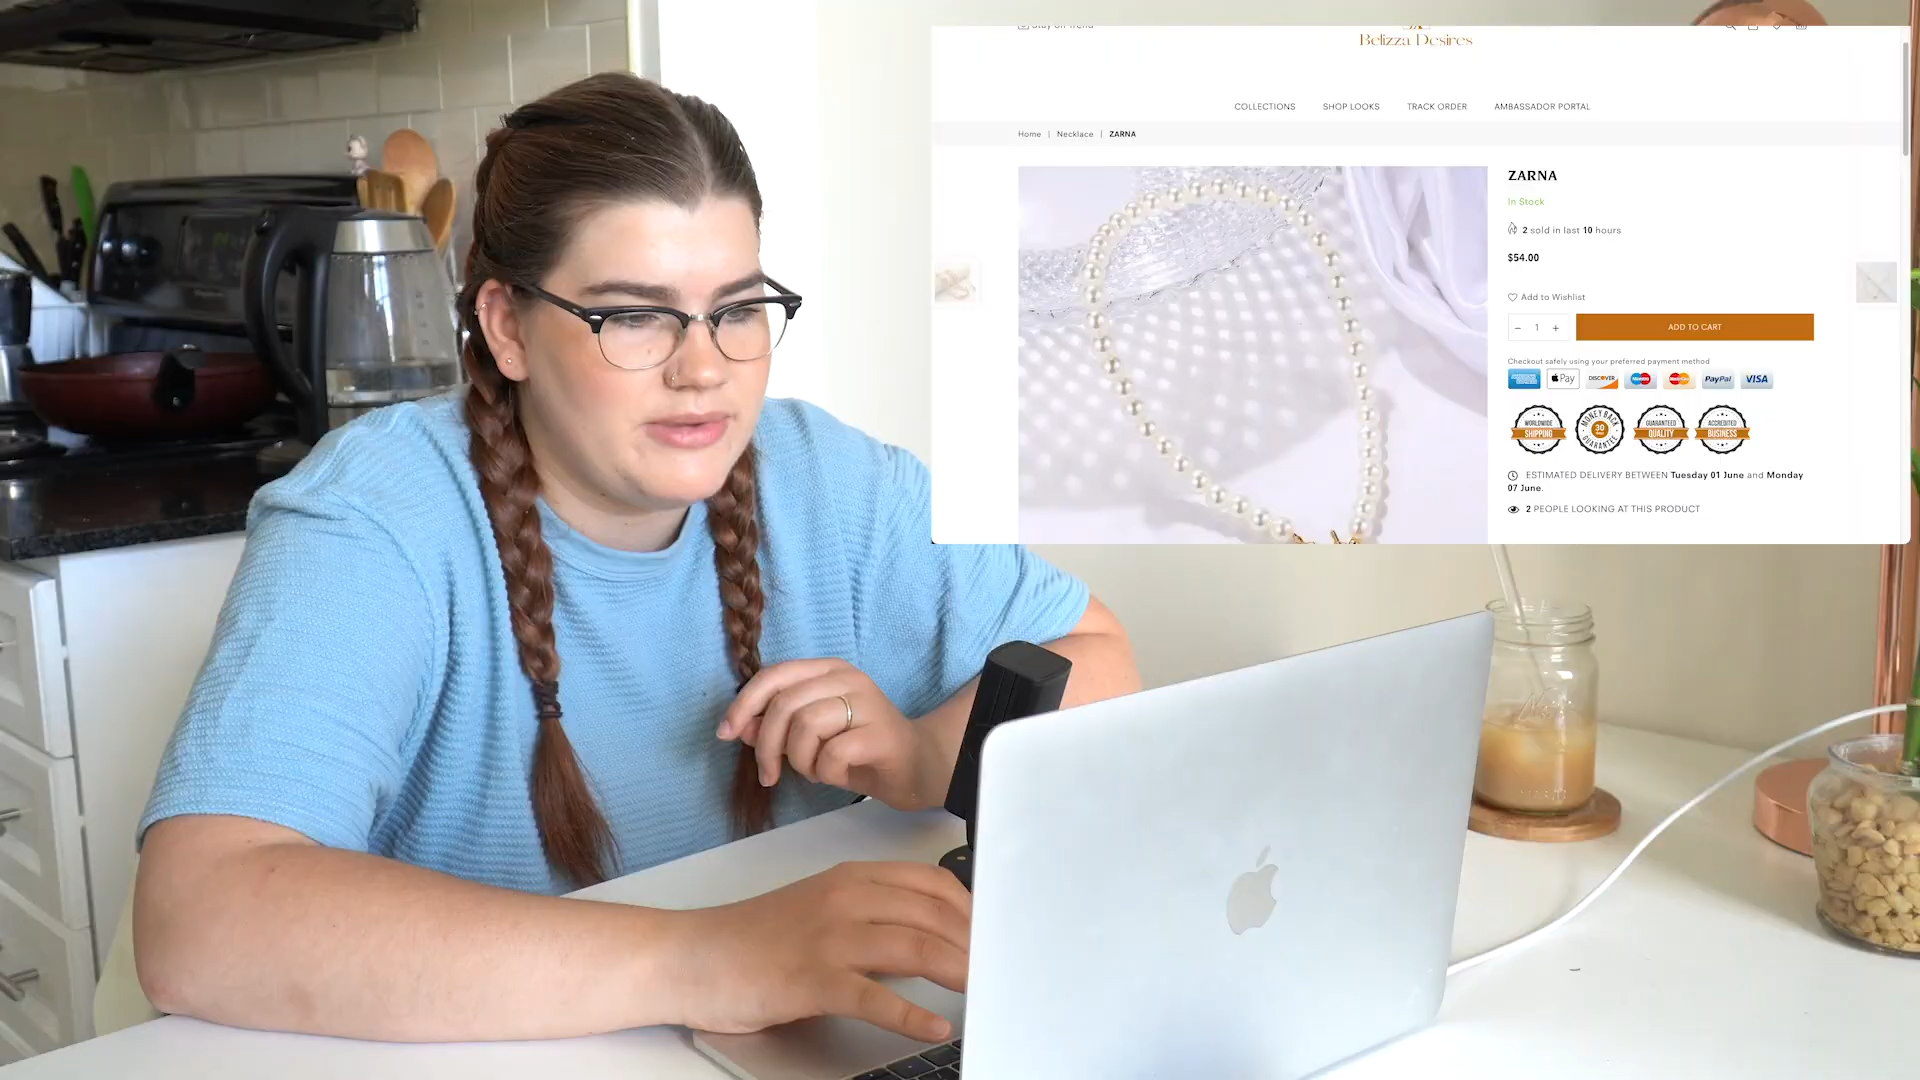 Stay on Trend
Belizza Desires
COLLECTIONS SHOP LOOKS TRACK ORDER AMBASSADOR PORTAL
Home | Necklace | ZARNA
ZARNA
In Stock
2 sold in last 10 hours
$54.00
Add to Wishlist
− 1 + ADD TO CART
Checkout safely using your preferred payment method
Pay DISCOVER PayPal VISA
WORLDWIDE SHIPPING MONEY BACK 30 GUARANTEE GUARANTEED QUALITY ACCREDITED BUSINESS
ESTIMATED DELIVERY BETWEEN Tuesday 01 June and Monday
07 June.
2 PEOPLE LOOKING AT THIS PRODUCT